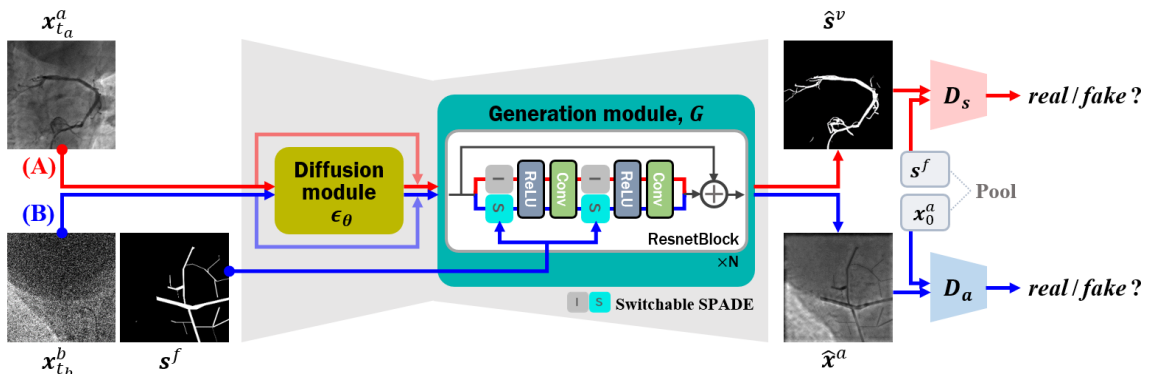 x^a_{t_a}
ŝ^v
Generation module, G
D_s
real / fake ?
(A)
Diffusion
module
ϵ_θ
I
ReLU
Conv
I
ReLU
Conv
s^f
Pool
(B)
S
S
x^a_0
ResnetBlock
×N
I
S
Switchable SPADE
D_a
real / fake ?
x^b_{t_b}
s^f
x̂^a